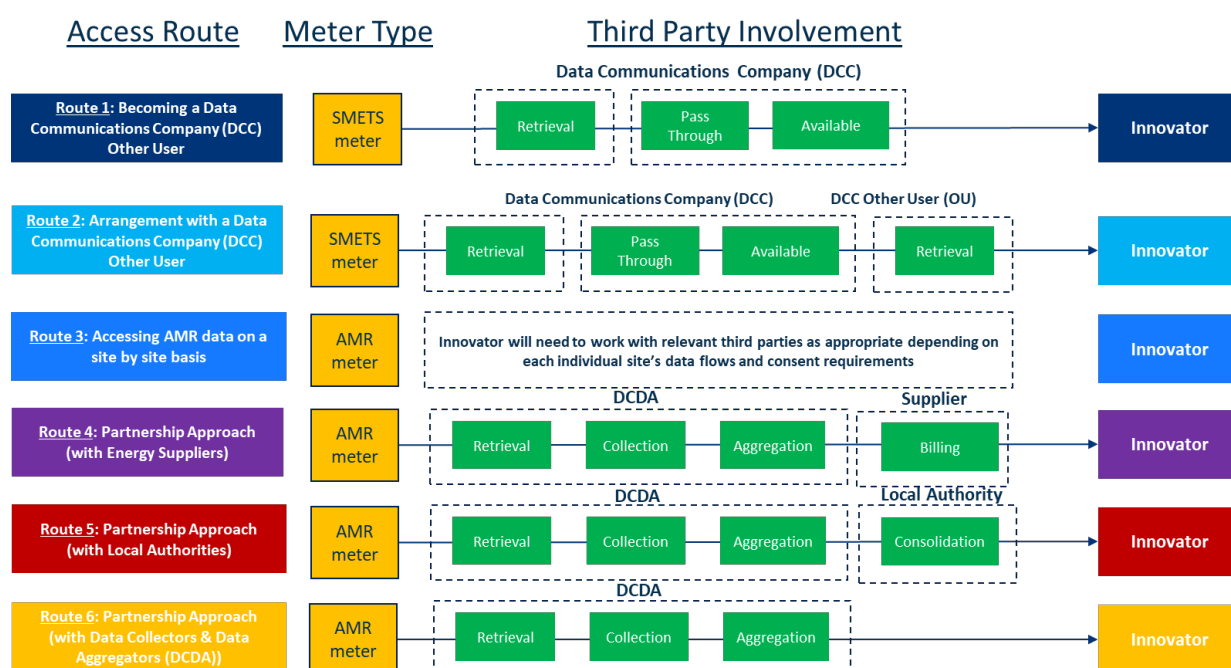 Access Route
Meter Type
Third Party Involvement
Data Communications Company (DCC)
Route 1: Becoming a Data
Communications Company (DCC)
Other User
SMETS
meter
Retrieval
Pass
Through
Available
Innovator
Data Communications Company (DCC)
DCC Other User (OU)
Route 2: Arrangement with a Data
Communications Company (DCC)
Other User
SMETS
meter
Retrieval
Pass
Through
Available
Retrieval
Innovator
Route 3: Accessing AMR data on a
site by site basis
AMR
meter
Innovator will need to work with relevant third parties as appropriate depending on
each individual site's data flows and consent requirements
Innovator
DCDA
Supplier
Route 4: Partnership Approach
(with Energy Suppliers)
AMR
meter
Retrieval
Collection
Aggregation
Billing
Innovator
DCDA
Local Authority
Route 5: Partnership Approach
(with Local Authorities)
AMR
meter
Retrieval
Collection
Aggregation
Consolidation
Innovator
DCDA
Route 6: Partnership Approach
(with Data Collectors & Data
Aggregators (DCDA))
AMR
meter
Retrieval
Collection
Aggregation
Innovator